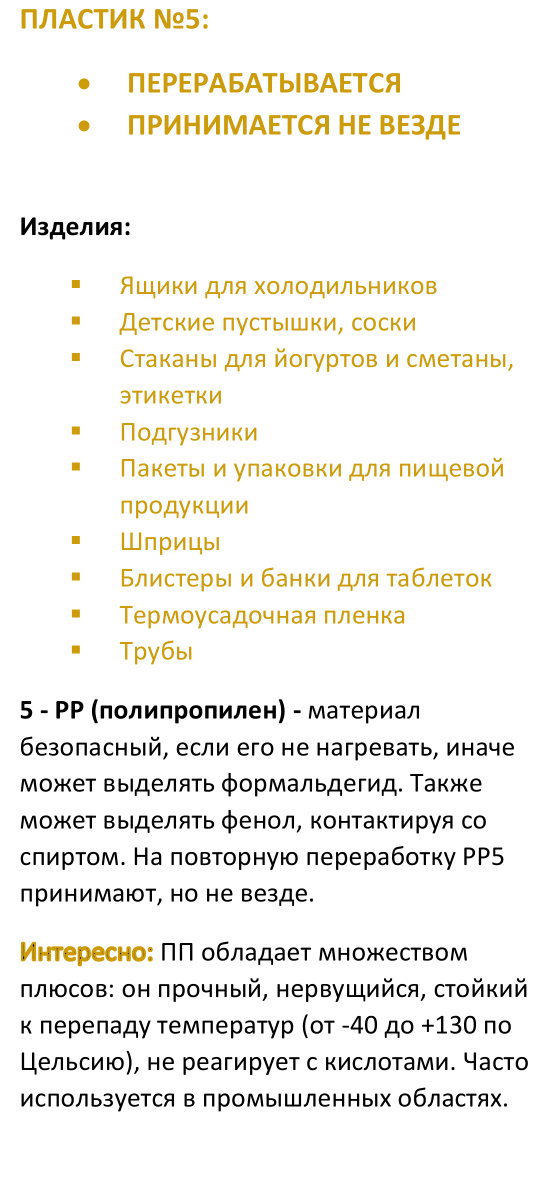 ПЛАСТИК №5:
• ПЕРЕРАБАТЫВАЕТСЯ
• ПРИНИМАЕТСЯ НЕ ВЕЗДЕ
Изделия:
▪ Ящики для холодильников
▪ Детские пустышки, соски
▪ Стаканы для йогуртов и сметаны,
этикетки
▪ Подгузники
▪ Пакеты и упаковки для пищевой
продукции
▪ Шприцы
▪ Блистеры и банки для таблеток
▪ Термоусадочная пленка
▪ Трубы
5 - PP (полипропилен) - материал
безопасный, если его не нагревать, иначе
может выделять формальдегид. Также
может выделять фенол, контактируя со
спиртом. На повторную переработку PP5
принимают, но не везде.
Интересно: ПП обладает множеством
плюсов: он прочный, нервущийся, стойкий
к перепаду температур (от -40 до +130 по
Цельсию), не реагирует с кислотами. Часто
используется в промышленных областях.